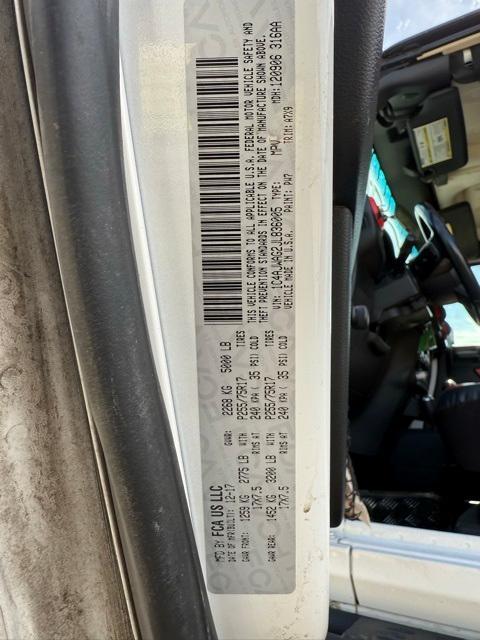 MFD BY FCA US LLC
DATE OF MFR(BUILT): 12-17 GVWR: 2268 KG 5000 LB
GAWR FRONT: 1259 KG 2775 LB WITH P255/75R17 TIRES
17X7.5 RIMS AT 240 KPA ( 35 PSI) COLD
GAWR REAR: 1452 KG 3200 LB WITH P255/75R17 TIRES
17X7.5 RIMS AT 240 KPA ( 35 PSI) COLD
THIS VEHICLE CONFORMS TO ALL APPLICABLE U.S.A. FEDERAL MOTOR VEHICLE SAFETY AND
THEFT PREVENTION STANDARDS IN EFFECT ON THE DATE OF MANUFACTURE SHOWN ABOVE.
VIN: 1C4AJWAG2JL836005 TYPE: MPV MDH: 120906 316AA
VEHICLE MADE IN U.S.A. PAINT: PW7 TRIM: A7X9